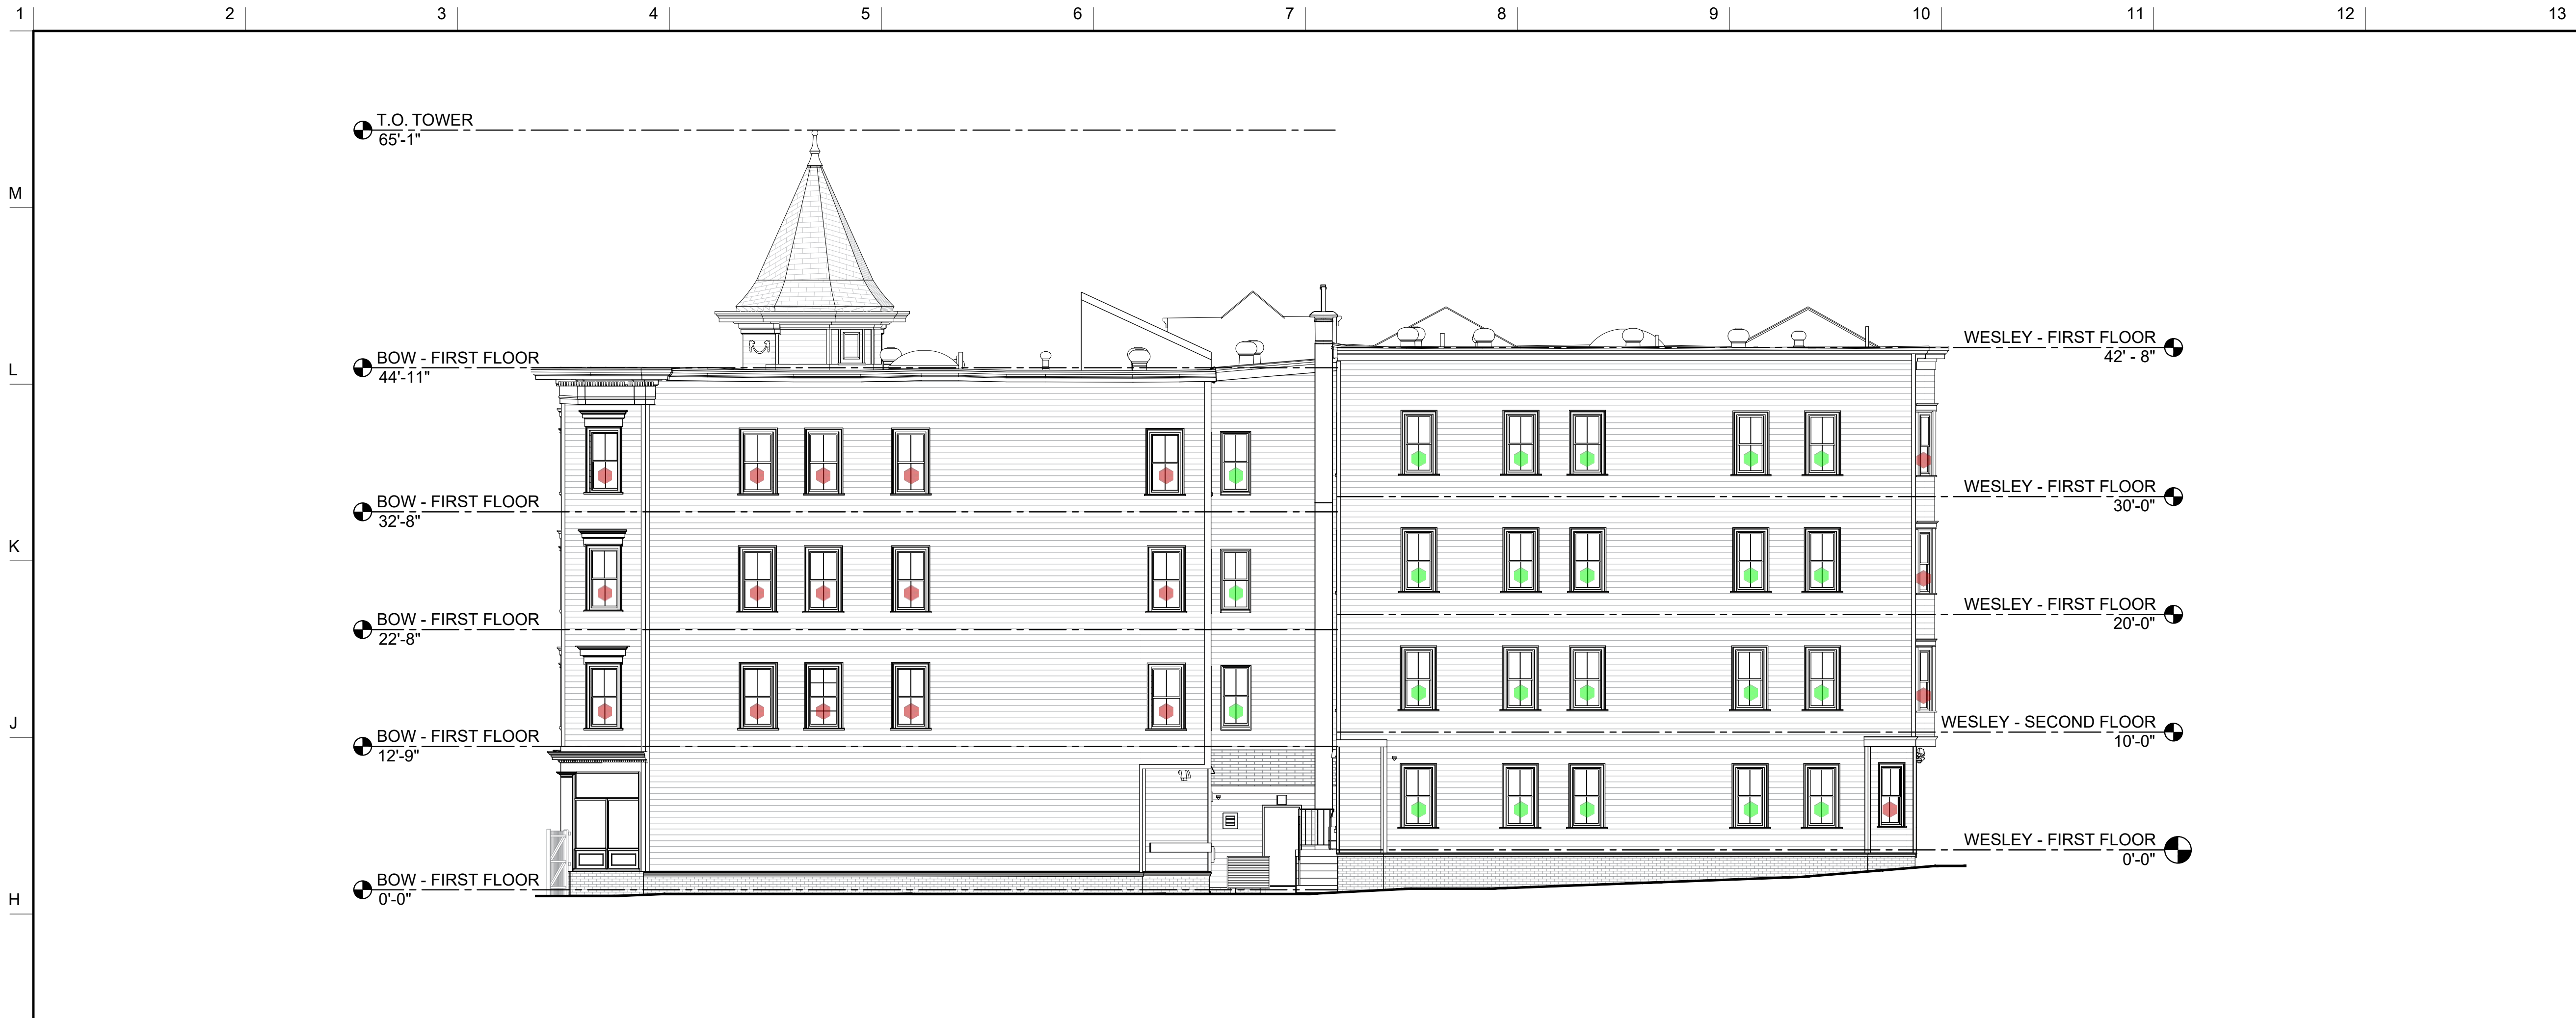 1 2 3 4 5 6 7 8 9 10 11 12 13
T.O. TOWER
65'-1"
M
WESLEY - FIRST FLOOR
42' - 8"
BOW - FIRST FLOOR
44'-11"
L
WESLEY - FIRST FLOOR
30'-0"
BOW - FIRST FLOOR
32'-8"
K
WESLEY - FIRST FLOOR
20'-0"
BOW - FIRST FLOOR
22'-8"
J
WESLEY - SECOND FLOOR
10'-0"
BOW - FIRST FLOOR
12'-9"
WESLEY - FIRST FLOOR
0'-0"
BOW - FIRST FLOOR
0'-0"
H